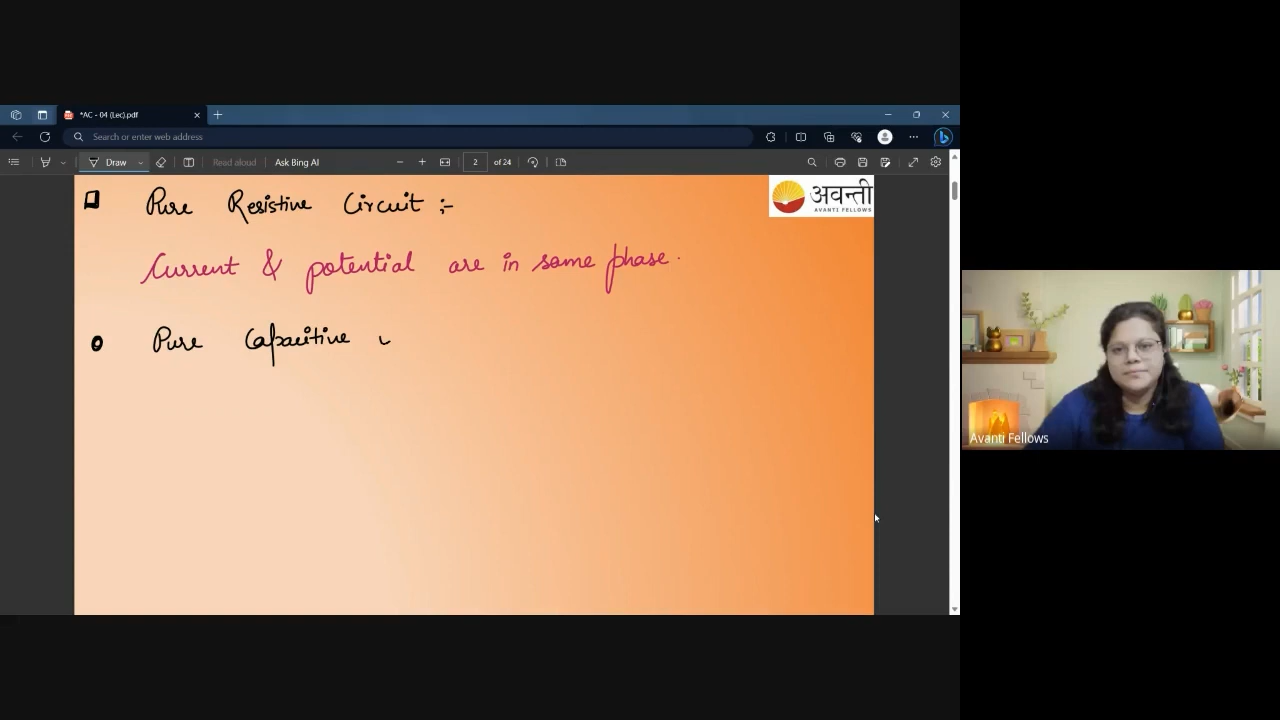 *AC - 04 (Lec).pdf
Search or enter web address
Draw
Read aloud
Ask Bing AI
2 of 24
Pure Resistive Circuit :-
अवन्ती
AVANTI FELLOWS
Current & potential are in same phase.
Pure Capacitive
Avanti Fellows